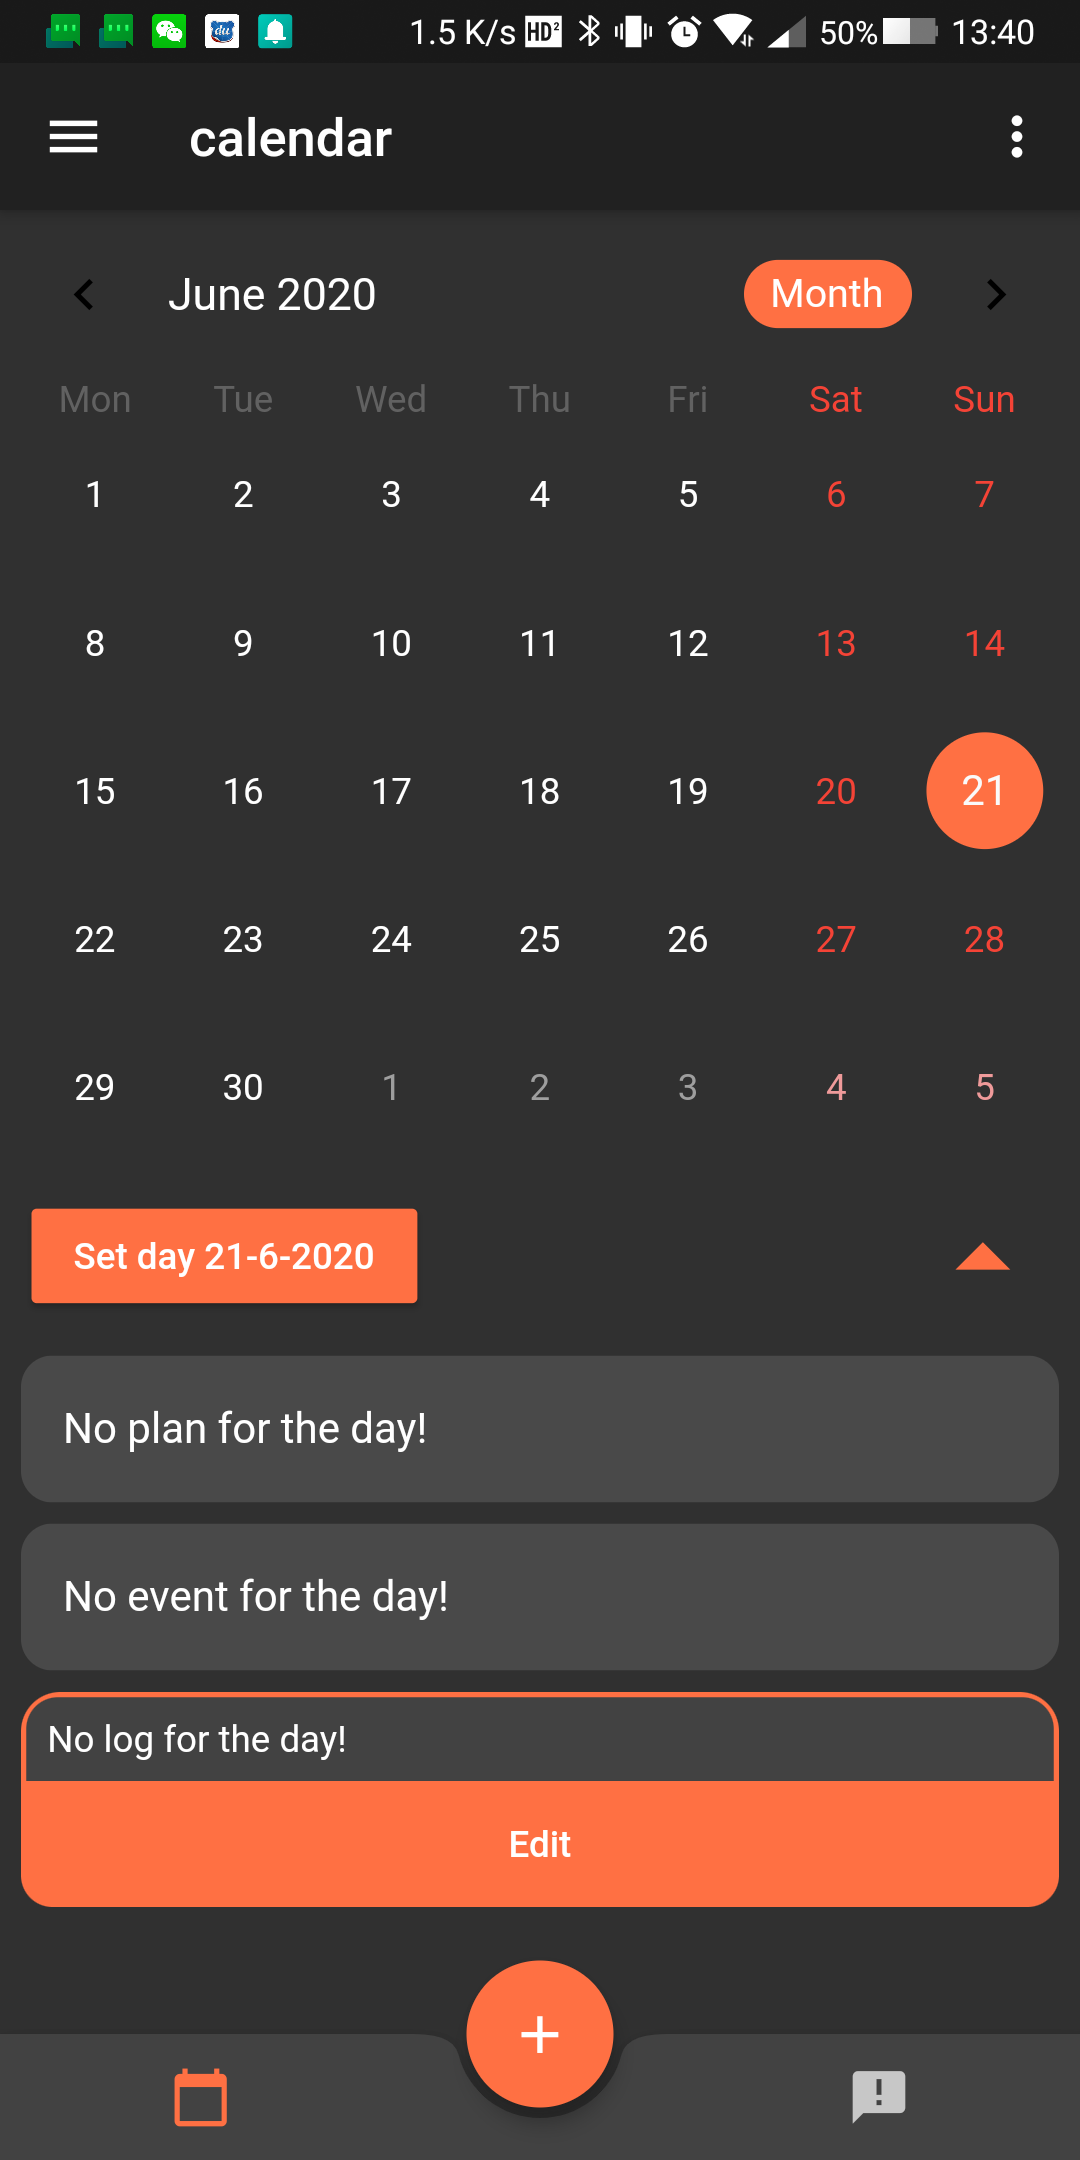 du
1.5 K/s HD² 50% 13:40
calendar
June 2020 Month
Mon Tue Wed Thu Fri Sat Sun
1 2 3 4 5 6 7
8 9 10 11 12 13 14
15 16 17 18 19 20 21
22 23 24 25 26 27 28
29 30 1 2 3 4 5
Set day 21-6-2020
No plan for the day!
No event for the day!
No log for the day!
Edit